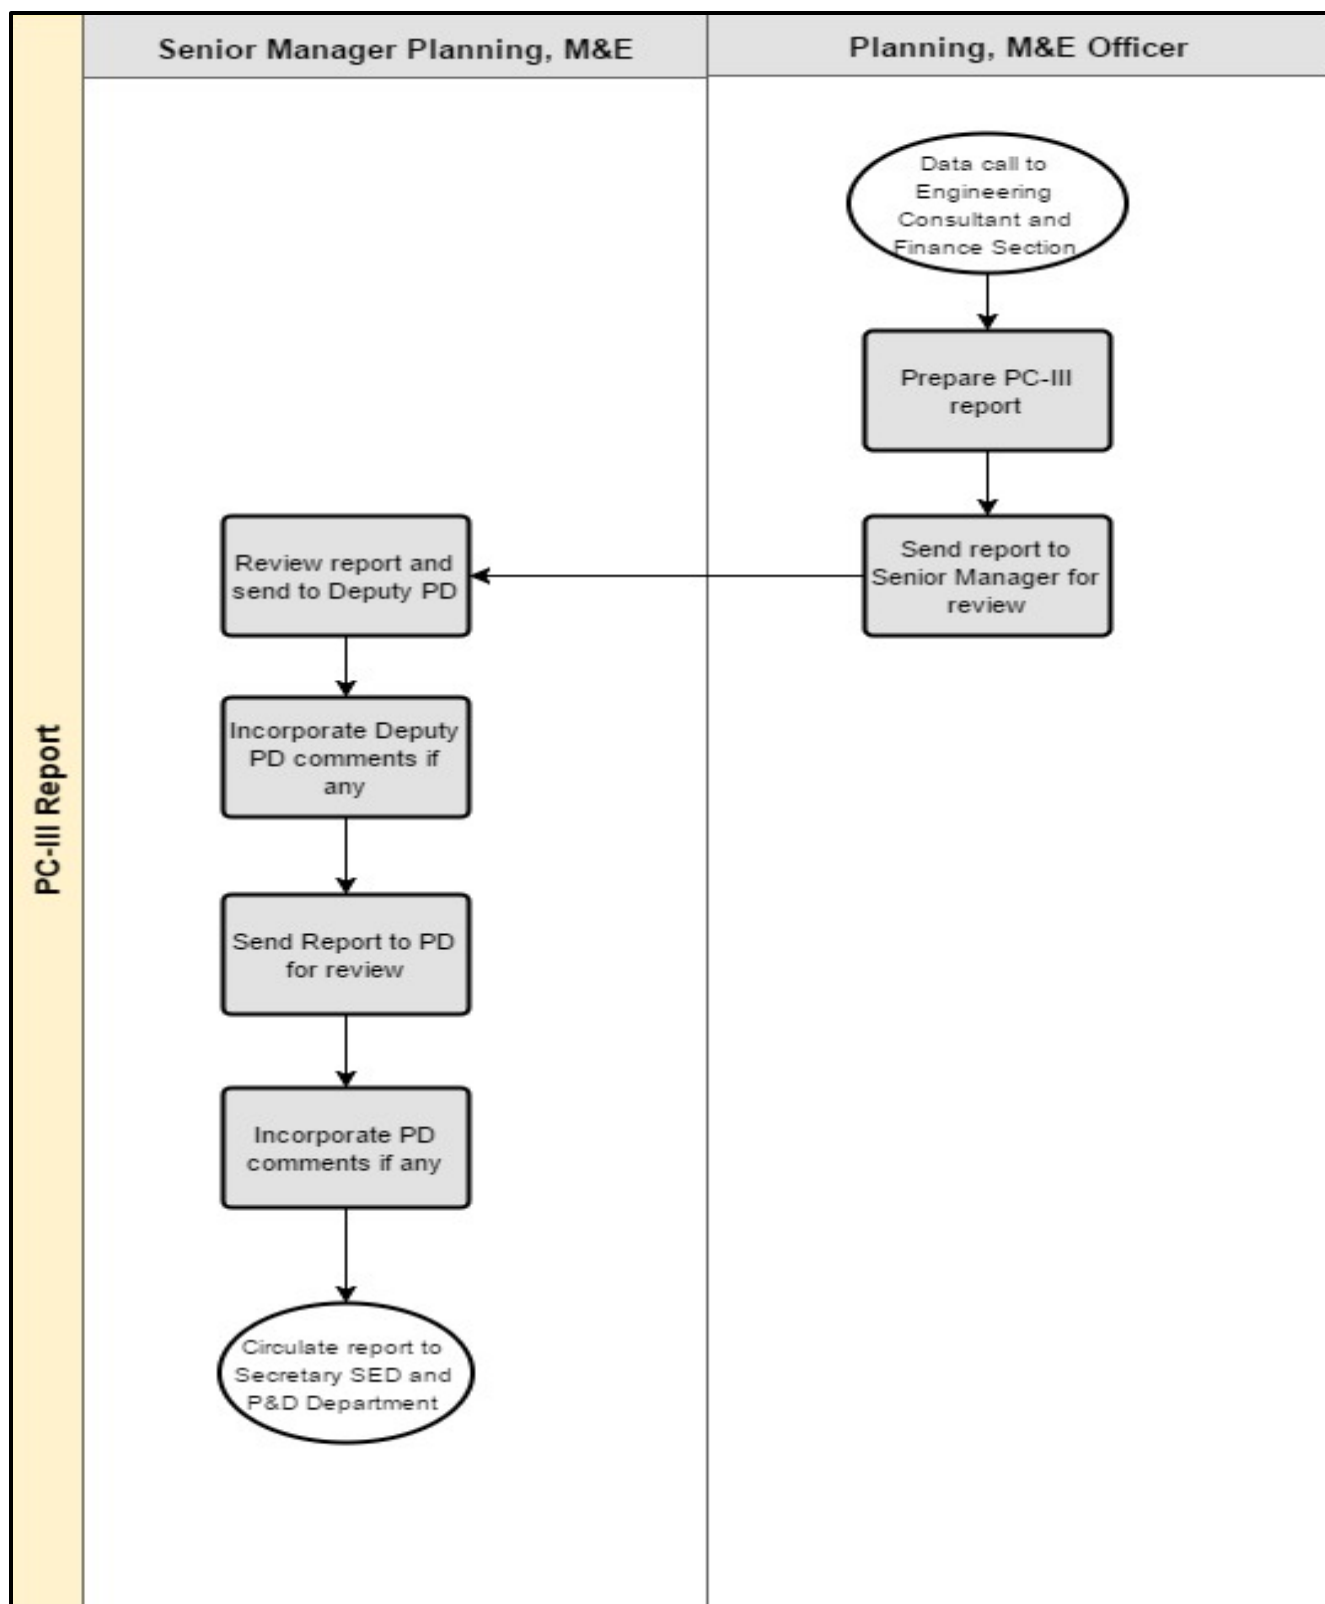 Senior Manager Planning, M&E
Planning, M&E Officer
PC-III Report
Data call to
Engineering
Consultant and
Finance Section
Prepare PC-III
report
Send report to
Senior Manager for
review
Review report and
send to Deputy PD
Incorporate Deputy
PD comments if
any
Send Report to PD
for review
Incorporate PD
comments if any
Circulate report to
Secretary SED and
P&D Department